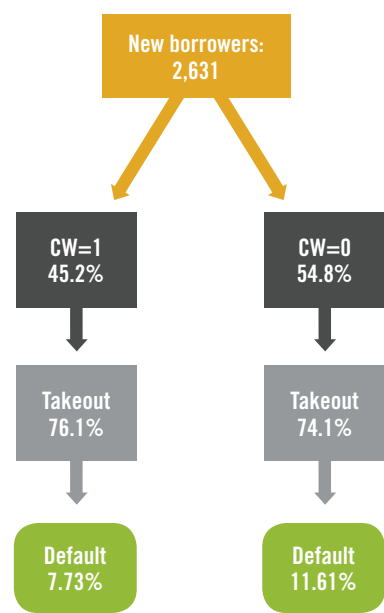 New borrowers:
2,631
CW=1
45.2%
CW=0
54.8%
Takeout
76.1%
Takeout
74.1%
Default
7.73%
Default
11.61%